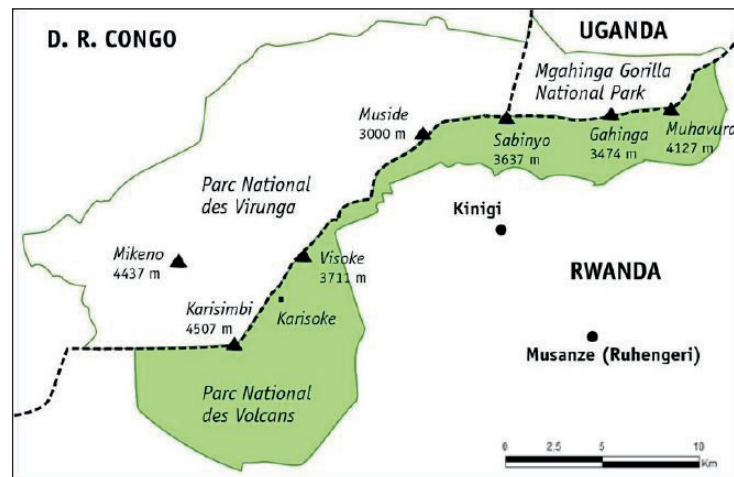 D. R. CONGO
UGANDA
Mgahinga Gorilla
National Park
Muside
3000 m
Sabinyo
3637 m
Gahinga
3474 m
Muhavura
4127 m
Parc National
des Virunga
Kinigi
Mikeno
4437 m
Visoke
3711 m
RWANDA
Karisimbi
4507 m
Karisoke
Musanze (Ruhengeri)
Parc National
des Volcans
0 2.5 5 10
Km